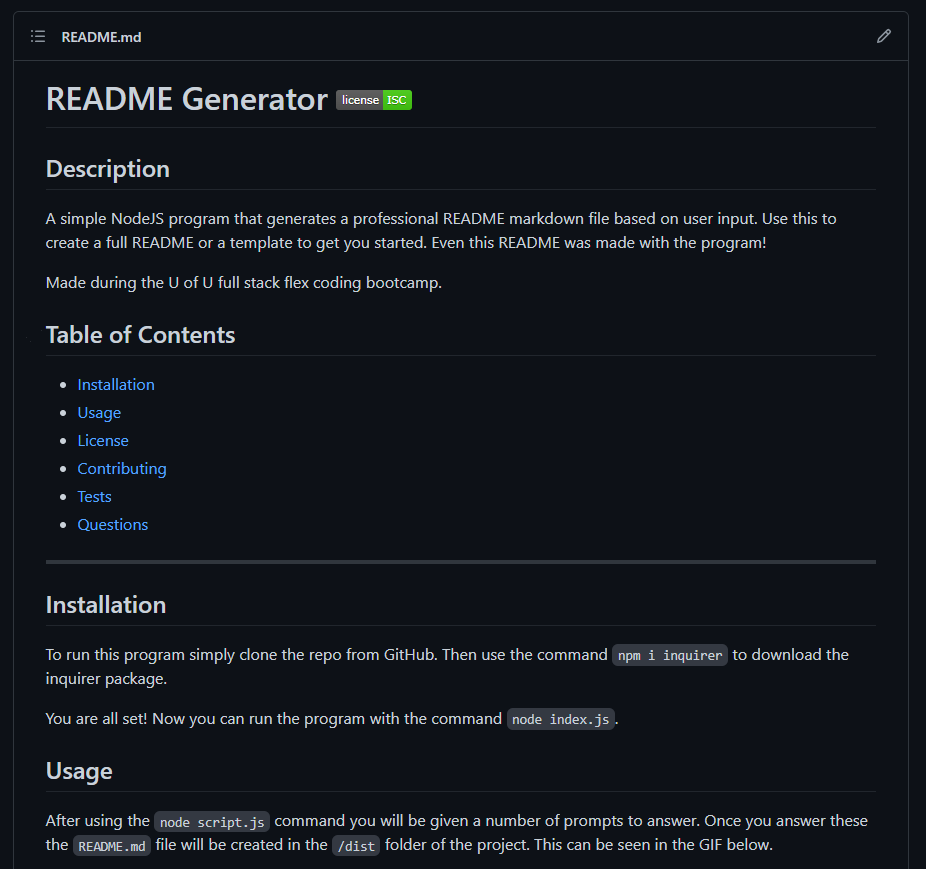 README.md
README Generator license ISC
Description
A simple NodeJS program that generates a professional README markdown file based on user input. Use this to
create a full README or a template to get you started. Even this README was made with the program!
Made during the U of U full stack flex coding bootcamp.
Table of Contents
Installation
Usage
License
Contributing
Tests
Questions
Installation
To run this program simply clone the repo from GitHub. Then use the command npm i inquirer to download the
inquirer package.
You are all set! Now you can run the program with the command node index.js.
Usage
After using the node script.js command you will be given a number of prompts to answer. Once you answer these
the README.md file will be created in the /dist folder of the project. This can be seen in the GIF below.